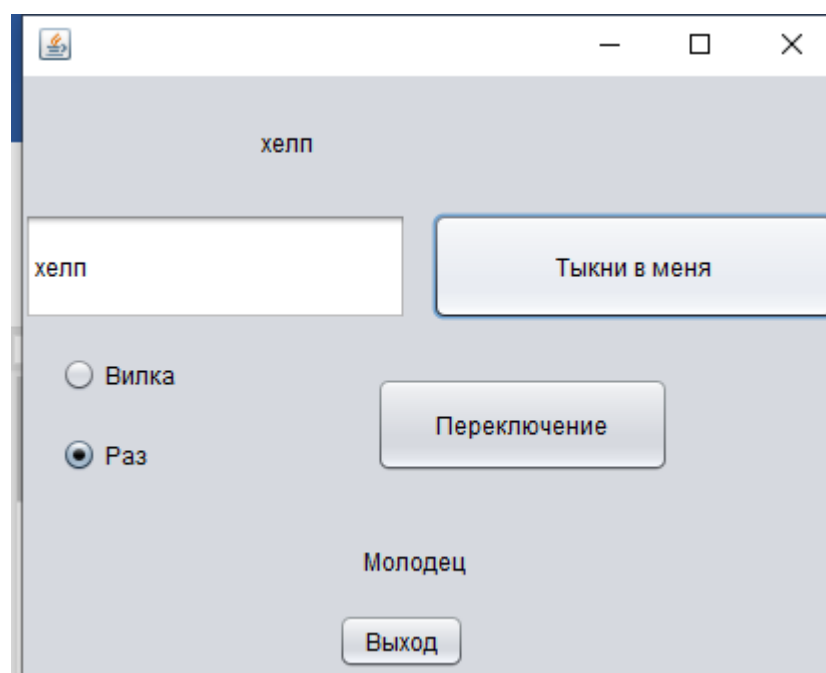 хелп
хелп
Тыкни в меня
Вилка
Переключение
Раз
Молодец
Выход